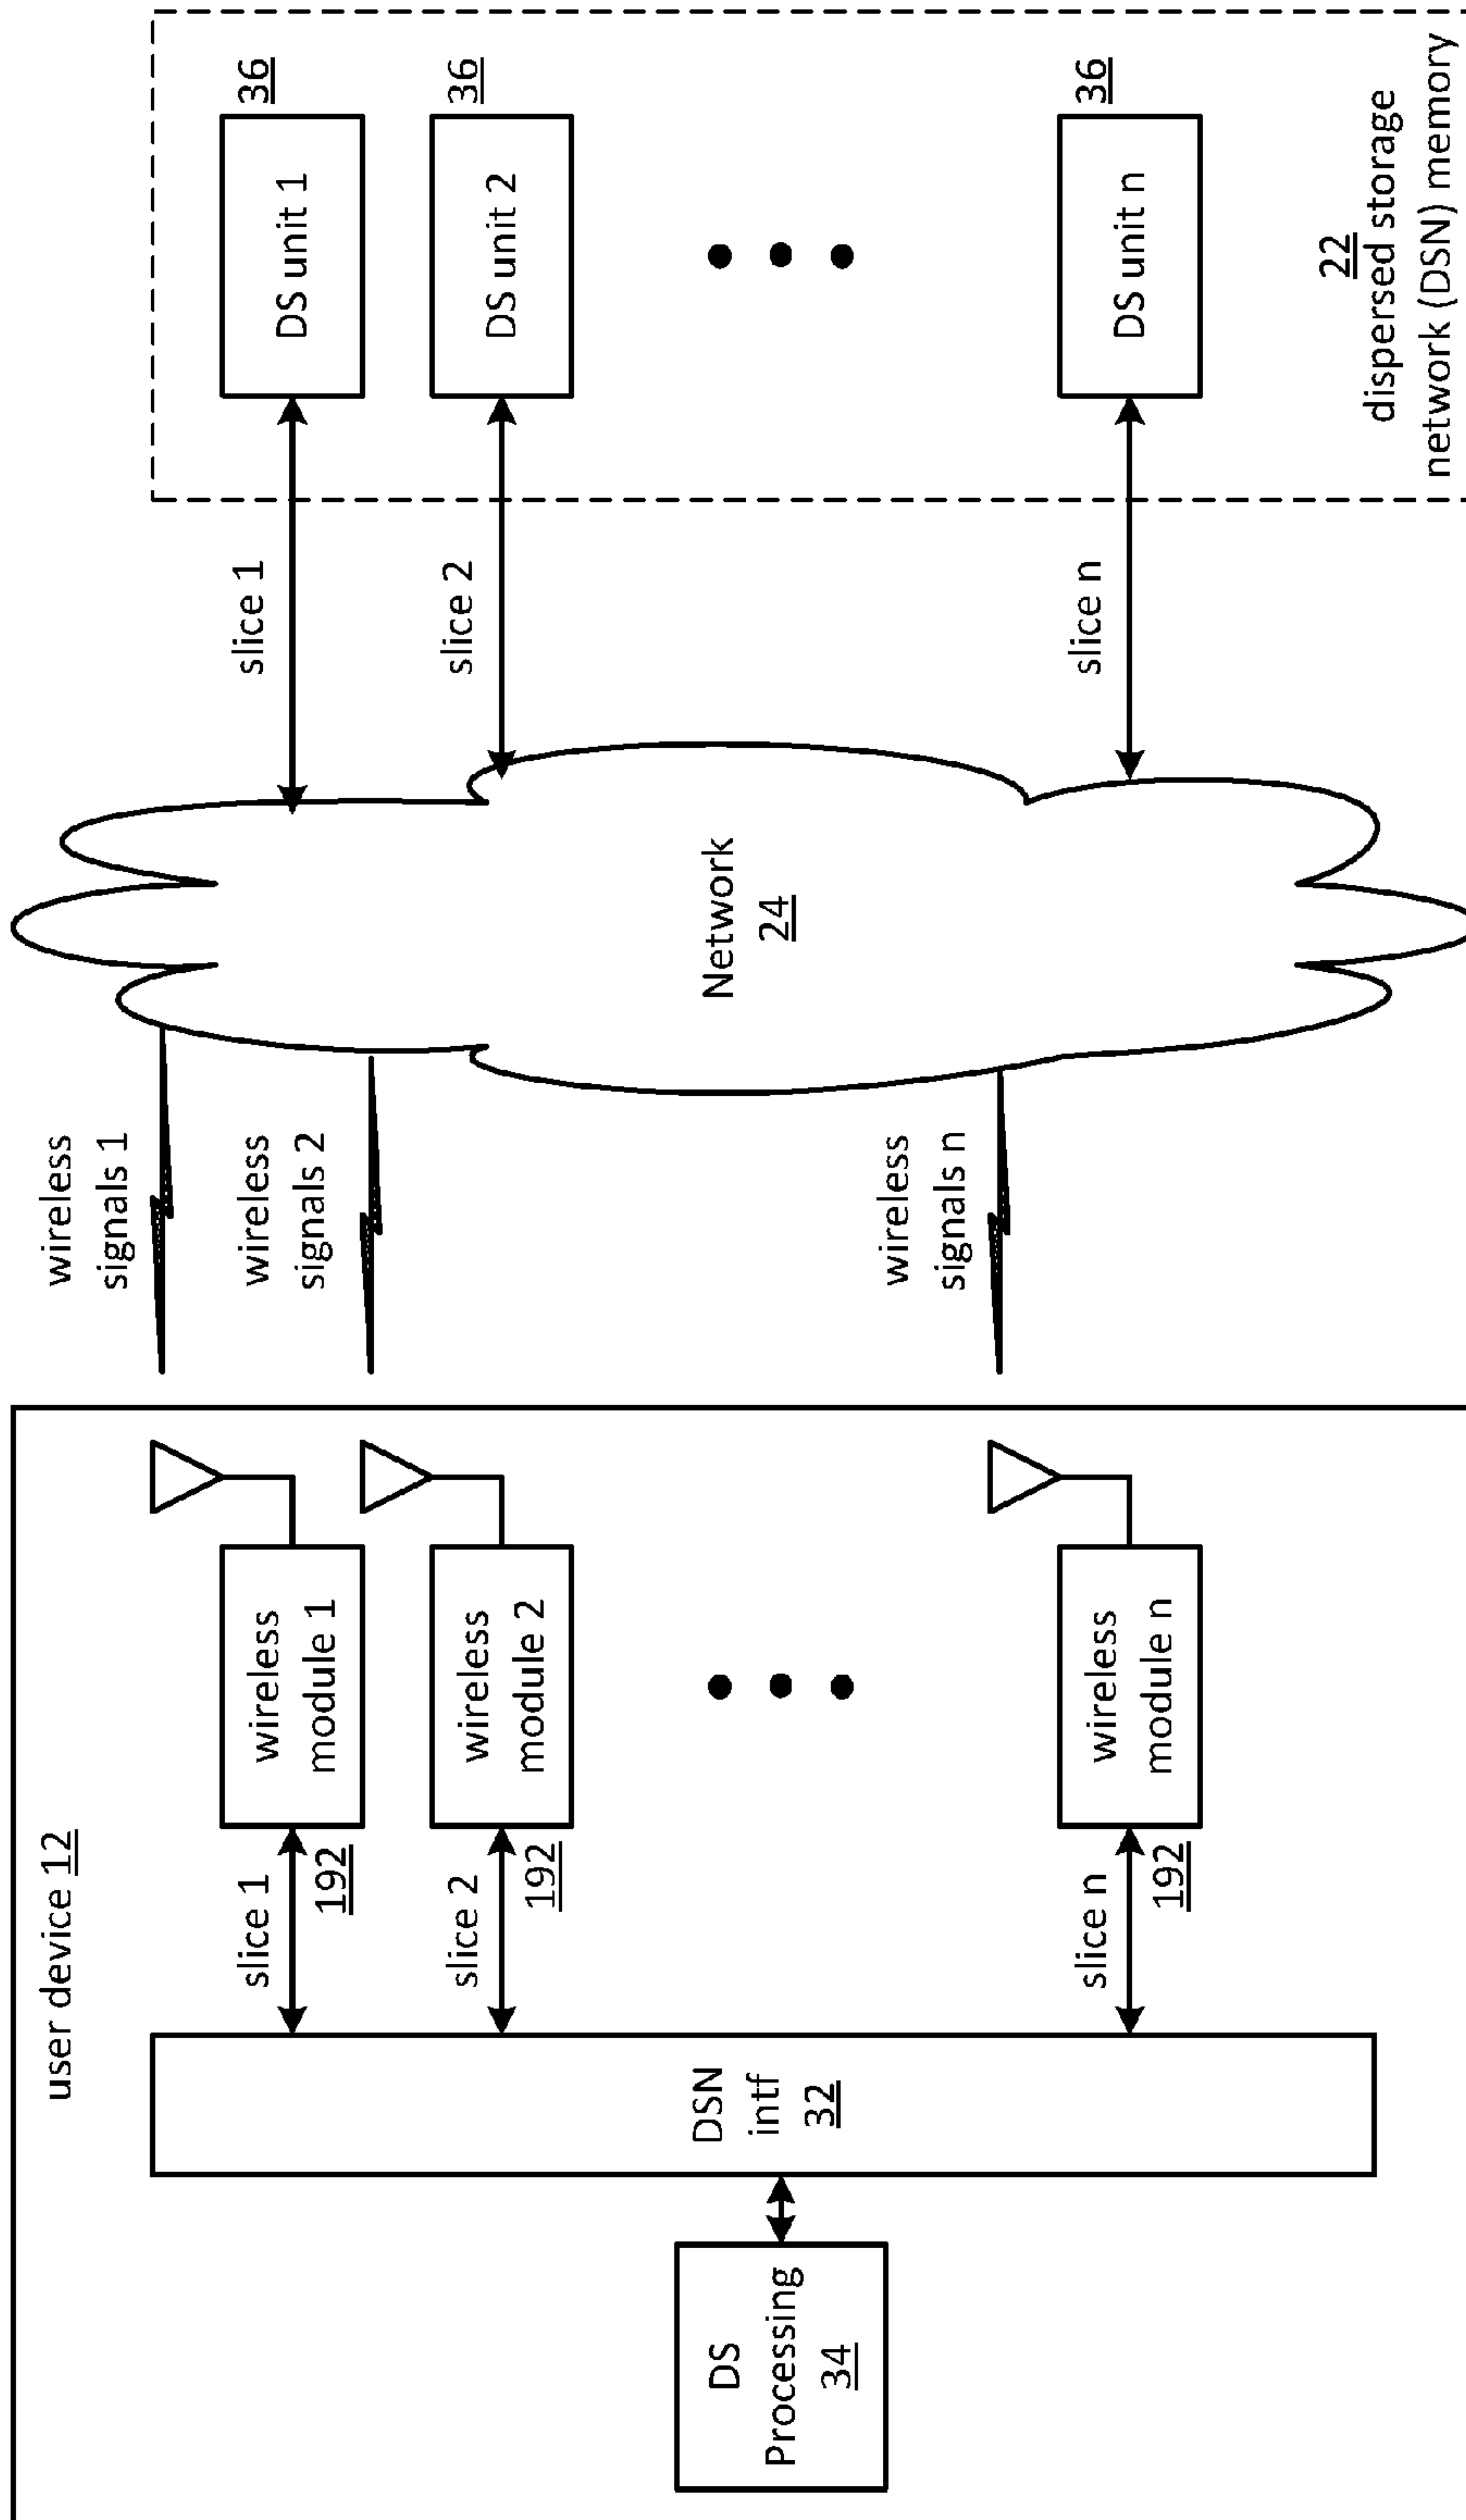 user device 12
DS
Processing
34
DSN
intf
32
slice 1
192
wireless
module 1
slice 2
192
wireless
module 2
slice n
192
wireless
module n
wireless
signals 1
wireless
signals 2
wireless
signals n
Network
24
slice 1
slice 2
slice n
DS unit 1
36
DS unit 2
36
DS unit n
36
22
dispersed storage
network (DSN) memory